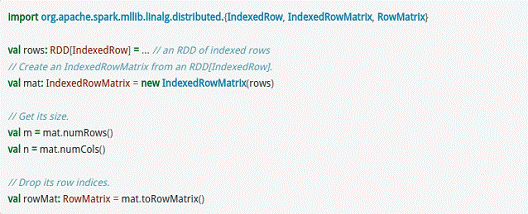 import org.apache.spark.mllib.linalg.distributed.{IndexedRow, IndexedRowMatrix, RowMatrix}
val rows: RDD[IndexedRow] = ... // an RDD of indexed rows
// Create an IndexedRowMatrix from an RDD[IndexedRow].
val mat: IndexedRowMatrix = new IndexedRowMatrix(rows)
// Get its size.
val m = mat.numRows()
val n = mat.numCols()
// Drop its row indices.
val rowMat: RowMatrix = mat.toRowMatrix()